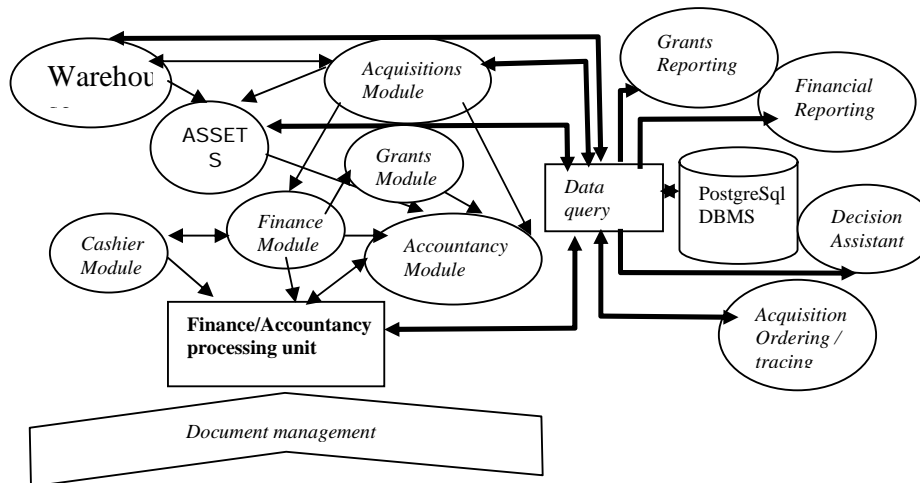 Grants
Reporting
Warehou
Acquisitions
Module
Financial
Reporting
ASSET
S
Grants
Module
Data
query
PostgreSql
DBMS
Finance
Module
Cashier
Module
Accountancy
Module
Decision
Assistant
Finance/Accountancy
processing unit
Acquisition
Ordering /
tracing
Document management